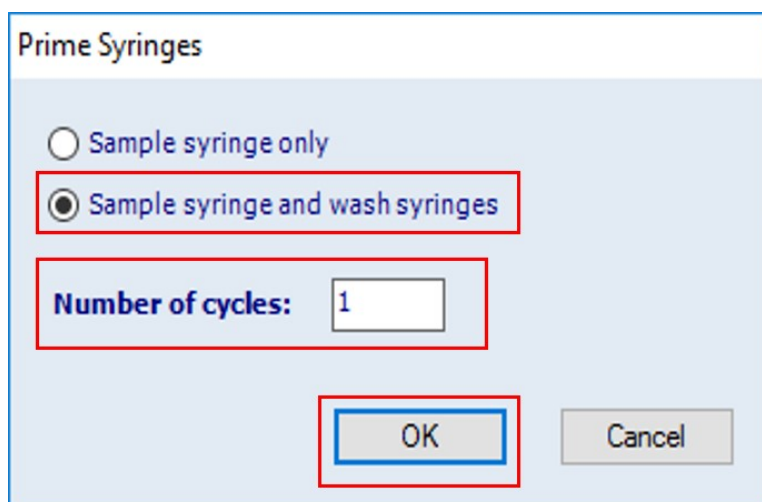 Prime Syringes
Sample syringe only
Sample syringe and wash syringes
Number of cycles: 1
OK Cancel